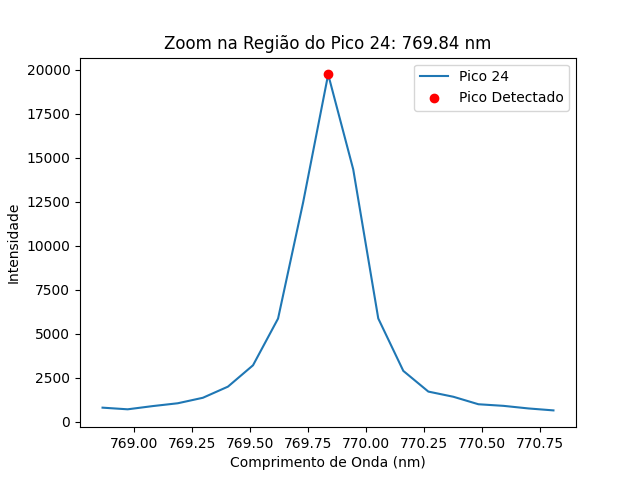 Zoom na Região do Pico 24: 769.84 nm
Pico 24
Pico Detectado
Intensidade
20000
17500
15000
12500
10000
7500
5000
2500
0
769.00 769.25 769.50 769.75 770.00 770.25 770.50 770.75
Comprimento de Onda (nm)